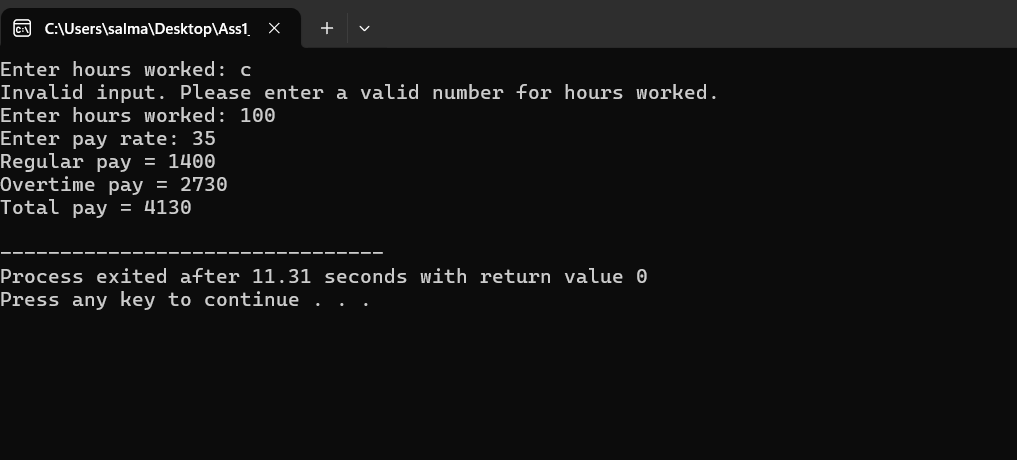 C:\Users\salma\Desktop\Ass1_
Enter hours worked: c
Invalid input. Please enter a valid number for hours worked.
Enter hours worked: 100
Enter pay rate: 35
Regular pay = 1400
Overtime pay = 2730
Total pay = 4130
--------------------------------
Process exited after 11.31 seconds with return value 0
Press any key to continue . . .